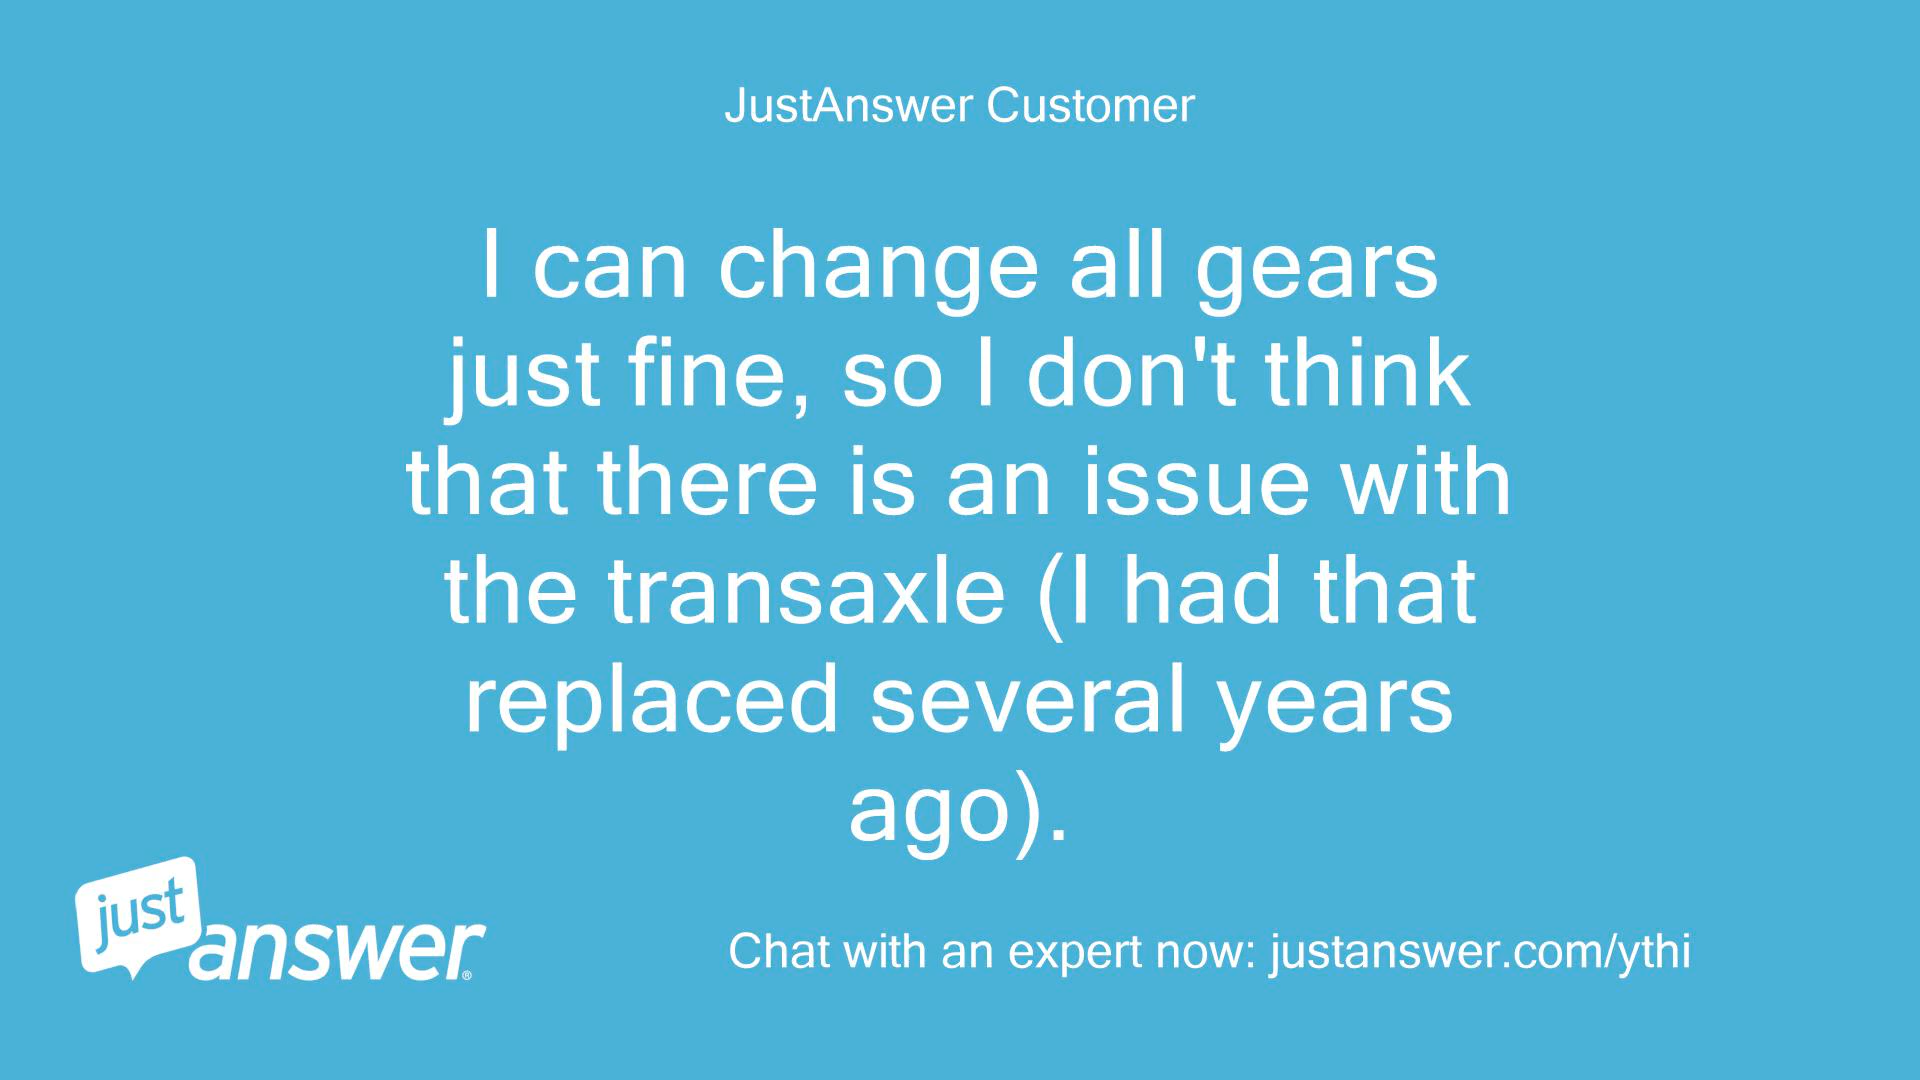 JustAnswer Customer
I can change all gears
just fine, so I don't think
that there is an issue with
the transaxle (I had that
replaced several years
ago).
just
answer®
Chat with an expert now: justanswer.com/ythi